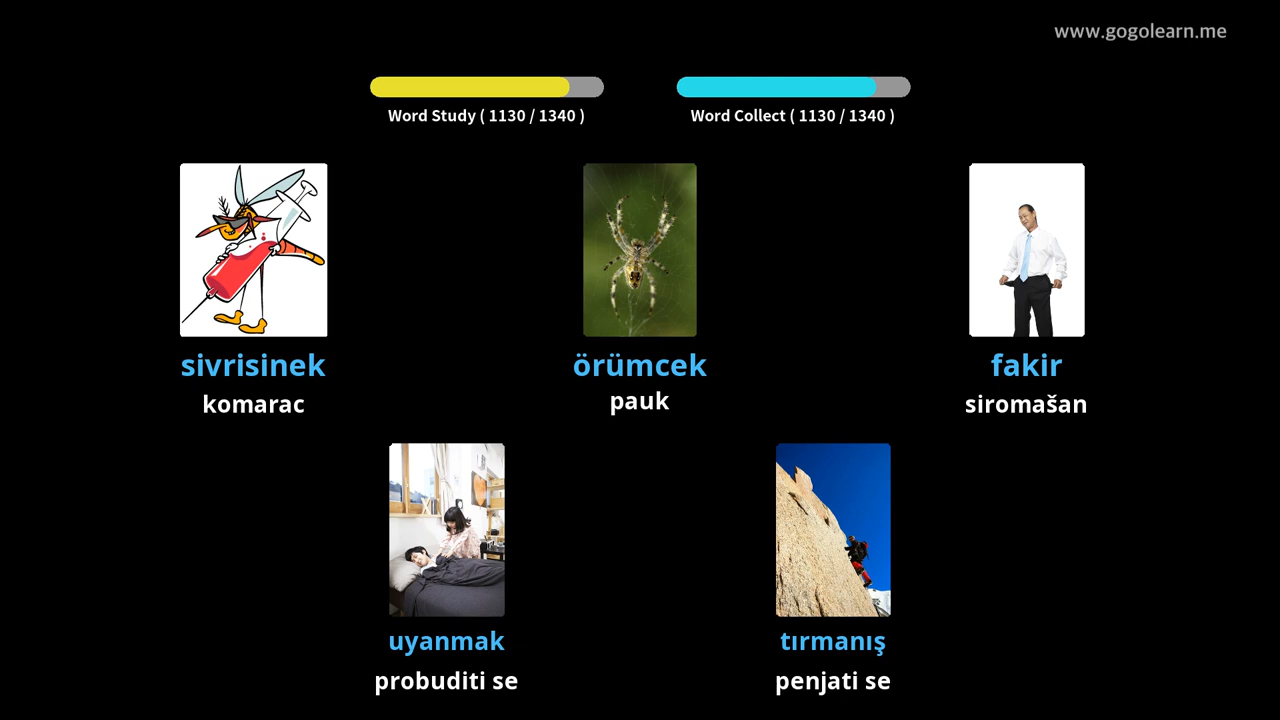 www.gogolearn.me
Word Study ( 1130 / 1340 )
Word Collect ( 1130 / 1340 )
sivrisinek
komarac
örümcek
pauk
fakir
siromašan
uyanmak
probuditi se
tırmanış
penjati se